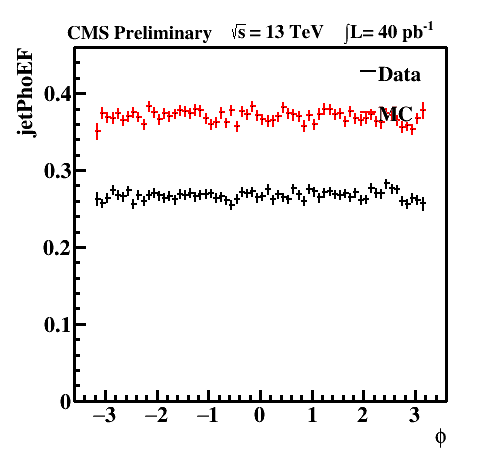 CMS Preliminary √s = 13 TeV ∫L= 40 pb⁻¹
jetPhoEF
Data
MC
0.4
0.3
0.2
0.1
0
−3 −2 −1 0 1 2 3
ϕ